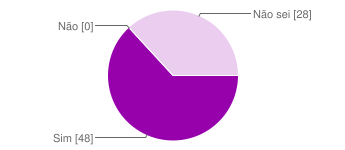 Não sei [28]
Não [0]
Sim [48]